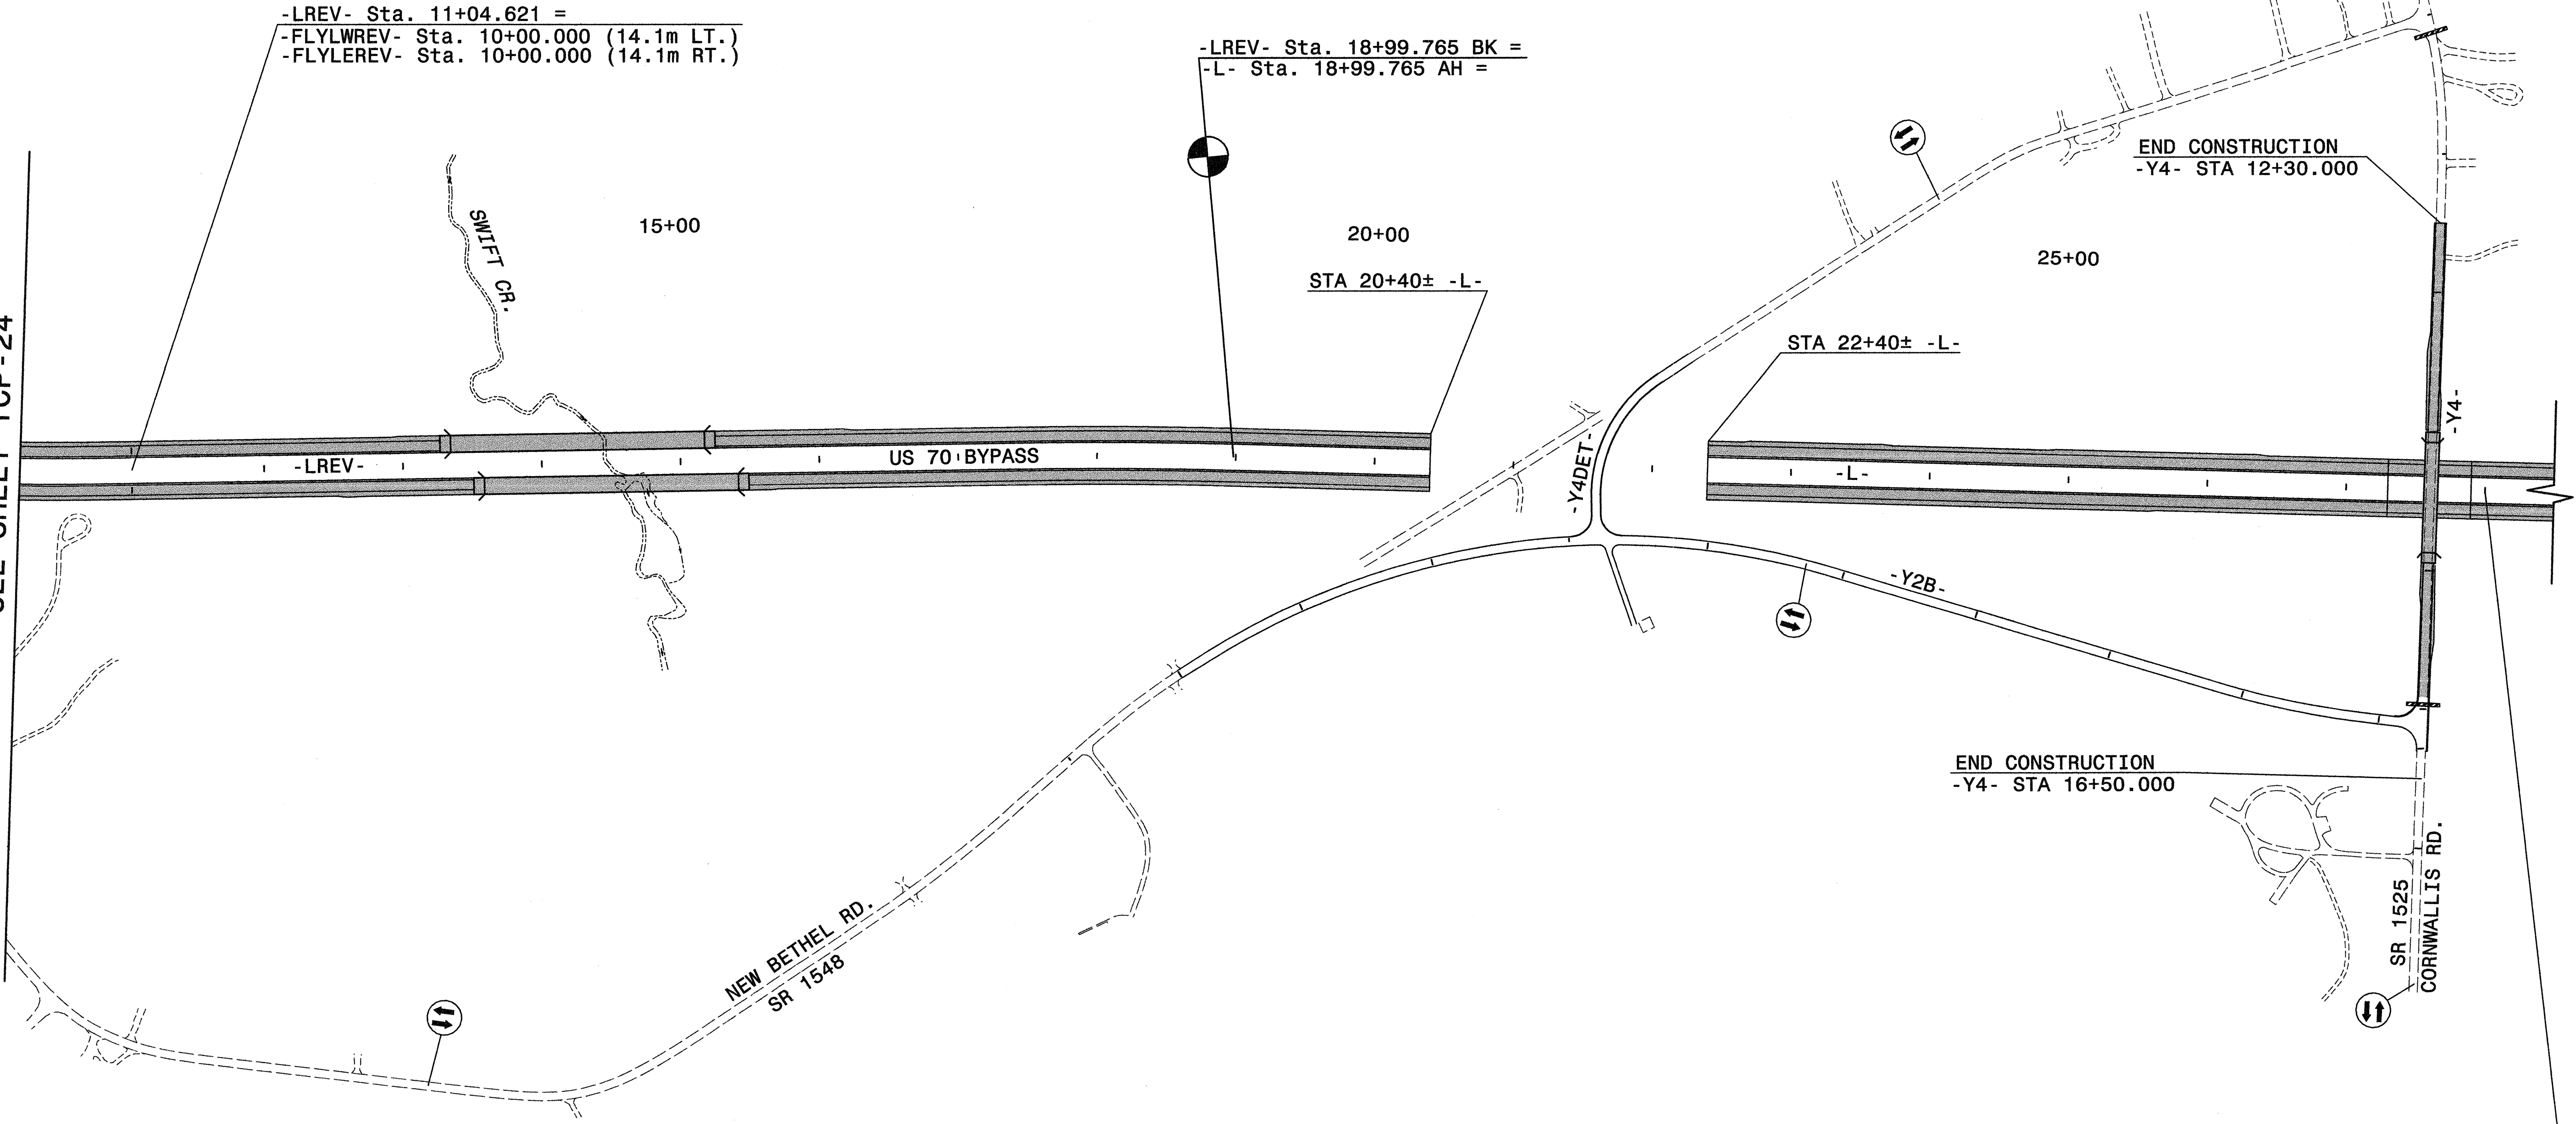 -LREV- Sta. 11+04.621 =
-FLYLWREV- Sta. 10+00.000 (14.1m LT.)
-FLYLEREV- Sta. 10+00.000 (14.1m RT.)
-LREV- Sta. 18+99.765 BK =
-L- Sta. 18+99.765 AH =
END CONSTRUCTION
-Y4- STA 12+30.000
SWIFT CR.
15+00
20+00
25+00
STA 20+40± -L-
STA 22+40± -L-
SEE SHEET TCP-24
-Y4-
-LREV-
US 70 BYPASS
-Y4DET-
-L-
-Y2B-
END CONSTRUCTION
-Y4- STA 16+50.000
NEW BETHEL RD.
SR 1548
SR 1525
CORNWALLIS RD.